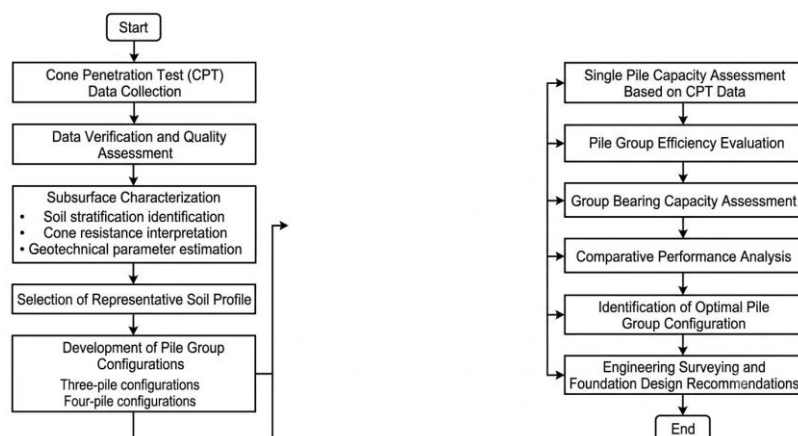 Start
Cone Penetration Test (CPT)
Data Collection
Data Verification and Quality
Assessment
Subsurface Characterization
• Soil stratification identification
• Cone resistance interpretation
• Geotechnical parameter estimation
Selection of Representative Soil Profile
Development of Pile Group
Configurations
Three-pile configurations
Four-pile configurations
Single Pile Capacity Assessment
Based on CPT Data
Pile Group Efficiency Evaluation
Group Bearing Capacity Assessment
Comparative Performance Analysis
Identification of Optimal Pile
Group Configuration
Engineering Surveying and
Foundation Design Recommendations
End